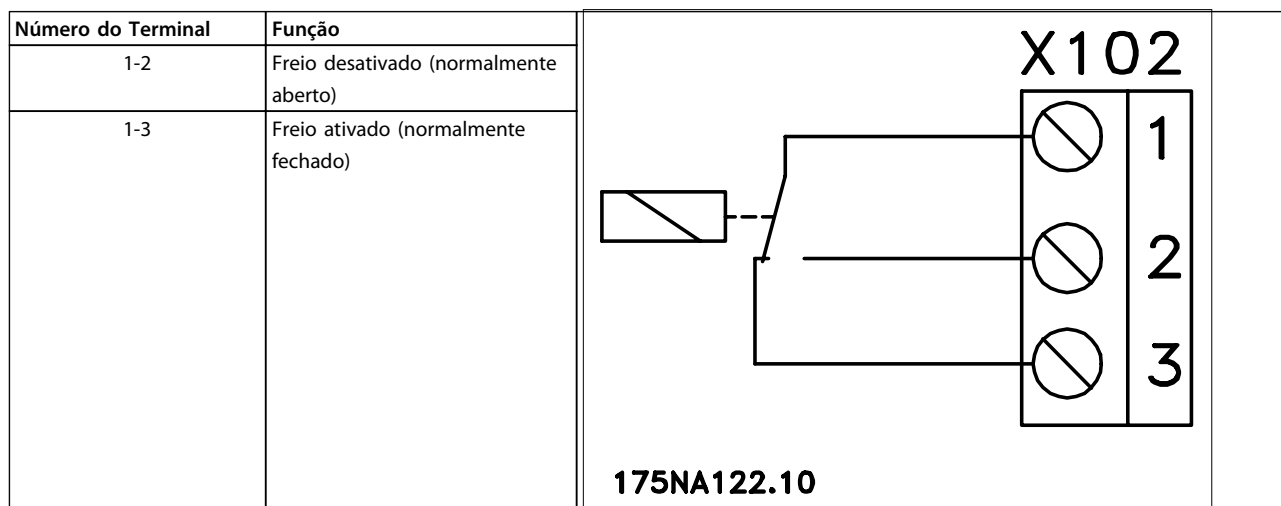 Número do Terminal
Função
1-2
Freio desativado (normalmente
aberto)
1-3
Freio ativado (normalmente
fechado)
X102
1
2
3
175NA122.10